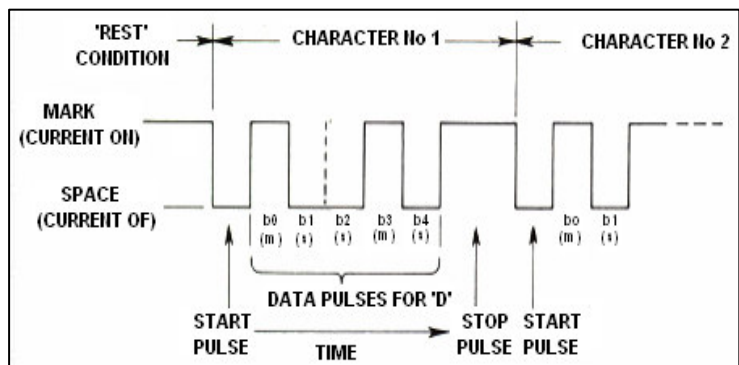 'REST'
CONDITION
CHARACTER No 1
CHARACTER No 2
MARK
(CURRENT ON)
SPACE
(CURRENT OF)
b0 b1 b2 b3 b4 bo b1
(m) (s) (s) (m) (s) (m) (s)
DATA PULSES FOR 'D'
START
PULSE
TIME
STOP
PULSE
START
PULSE